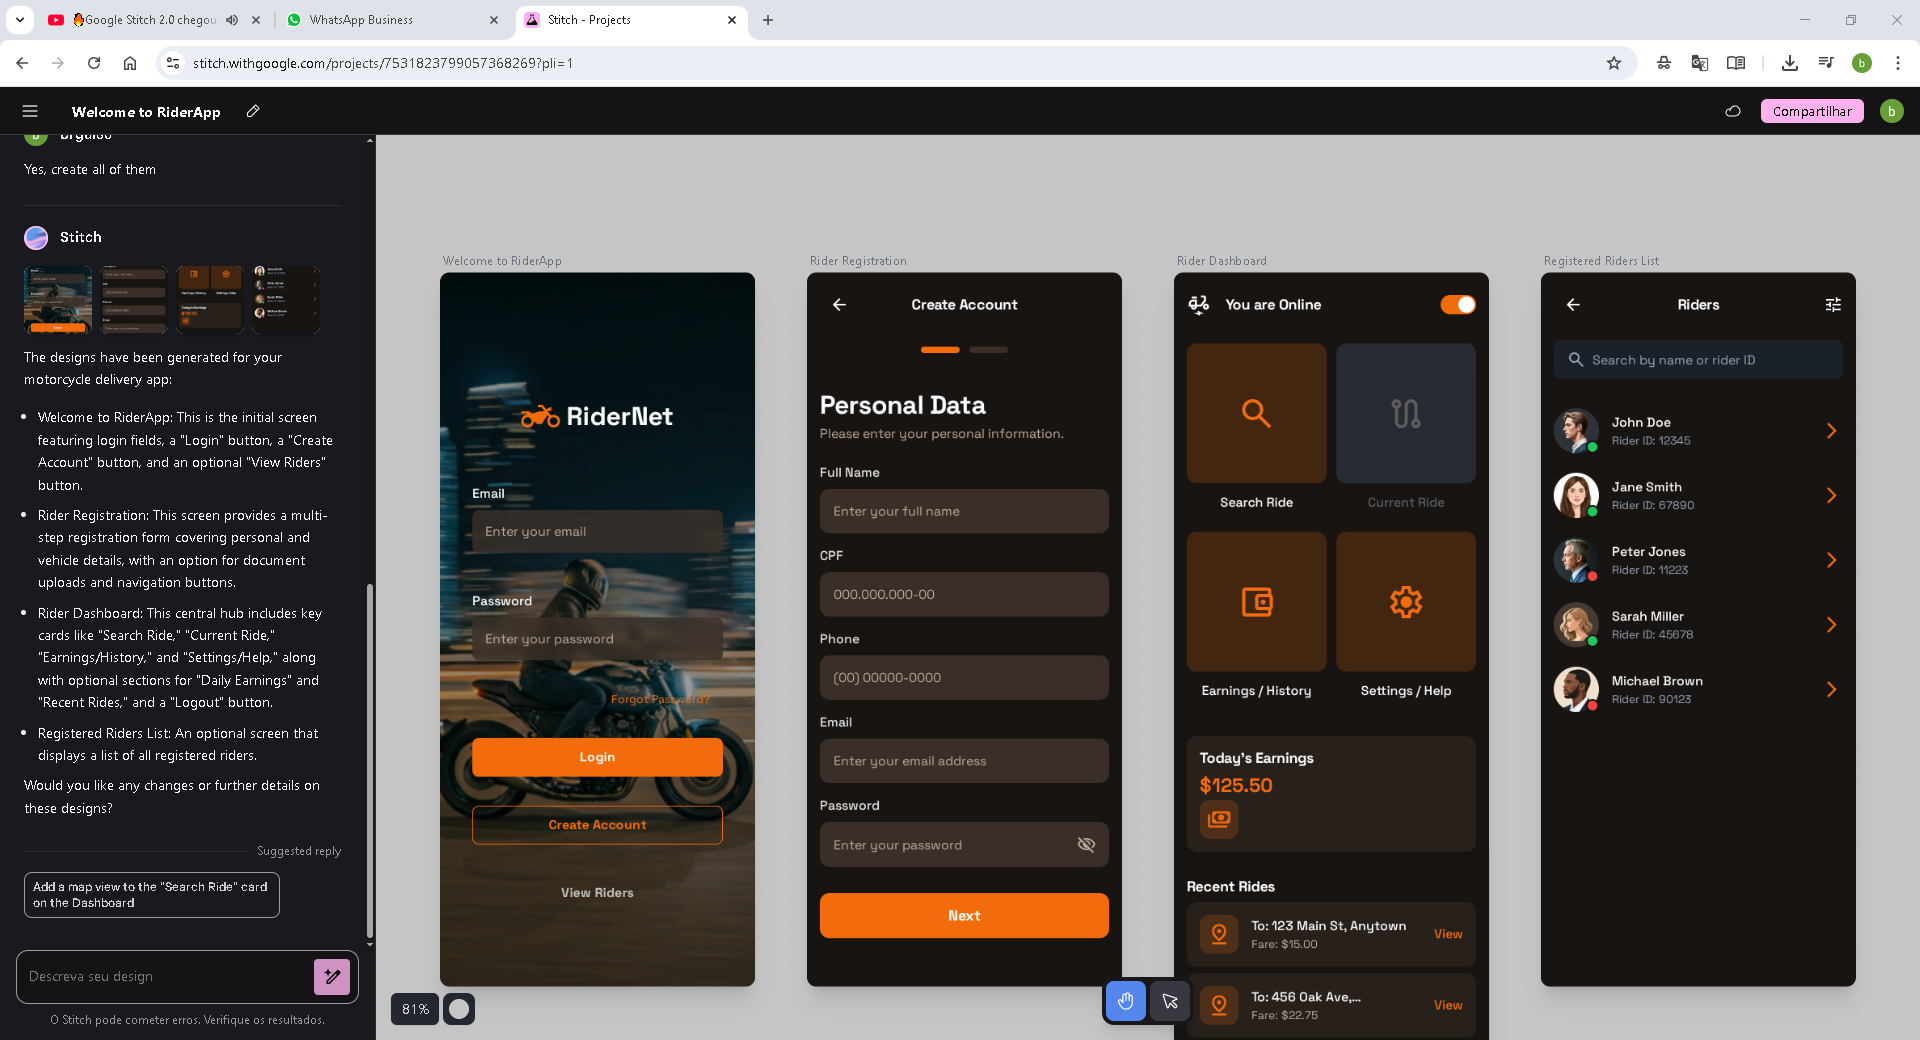 🔥Google Stitch 2.0 chegou
WhatsApp Business
Stitch - Projects
stitch.withgoogle.com/projects/7531823799057368269?pli=1
b
Welcome to RiderApp
Compartilhar
b
b
Yes, create all of them
Stitch
The designs have been generated for your
motorcycle delivery app:
• Welcome to RiderApp: This is the initial screen
featuring login fields, a "Login" button, a "Create
Account" button, and an optional "View Riders"
button.
• Rider Registration: This screen provides a multi-
step registration form covering personal and
vehicle details, with an option for document
uploads and navigation buttons.
• Rider Dashboard: This central hub includes key
cards like "Search Ride," "Current Ride,"
"Earnings/History," and "Settings/Help," along
with optional sections for "Daily Earnings" and
"Recent Rides," and a "Logout" button.
• Registered Riders List: An optional screen that
displays a list of all registered riders.
Would you like any changes or further details on
these designs?
Suggested reply
Add a map view to the "Search Ride" card
on the Dashboard
Descreva seu design
O Stitch pode cometer erros. Verifique os resultados.
81%
Welcome to RiderApp
RiderNet
Email
Enter your email
Password
Enter your password
Forgot Password?
Login
Create Account
View Riders
Rider Registration
Create Account
Personal Data
Please enter your personal information.
Full Name
Enter your full name
CPF
000.000.000-00
Phone
(00) 00000-0000
Email
Enter your email address
Password
Enter your password
Next
Rider Dashboard
You are Online
Search Ride
Current Ride
Earnings / History
Settings / Help
Today's Earnings
$125.50
Recent Rides
To: 123 Main St, Anytown
Fare: $15.00
View
To: 456 Oak Ave,...
Fare: $22.75
View
Registered Riders List
Riders
Search by name or rider ID
John Doe
Rider ID: 12345
Jane Smith
Rider ID: 67890
Peter Jones
Rider ID: 11223
Sarah Miller
Rider ID: 45678
Michael Brown
Rider ID: 90123